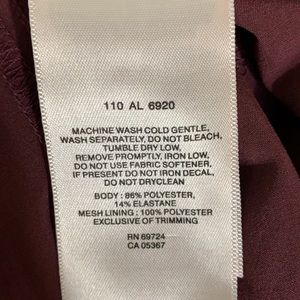 110 AL 6920
MACHINE WASH COLD GENTLE,
WASH SEPARATELY, DO NOT BLEACH,
TUMBLE DRY LOW,
REMOVE PROMPTLY, IRON LOW,
DO NOT USE FABRIC SOFTENER,
IF PRESENT DO NOT IRON DECAL,
DO NOT DRYCLEAN
BODY : 86% POLYESTER,
14% ELASTANE
MESH LINING : 100% POLYESTER
EXCLUSIVE OF TRIMMING
RN 69724
CA 05367